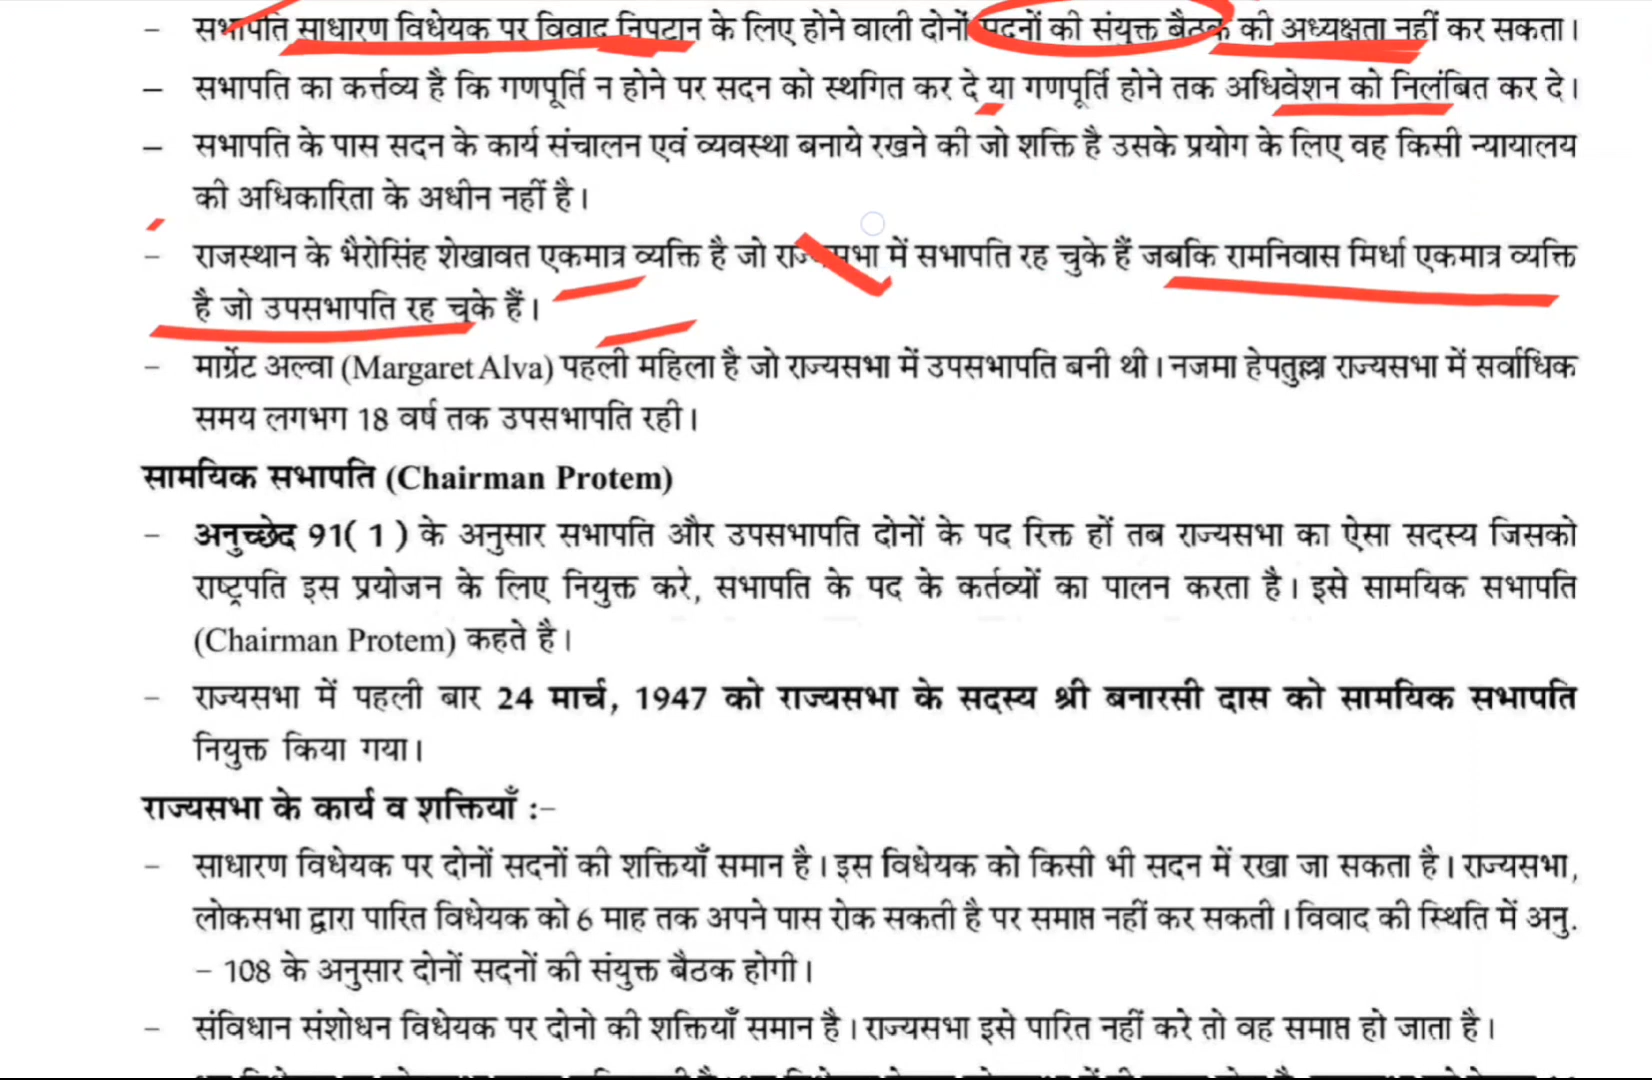 – सभापति साधारण विधेयक पर विवाद निपटान के लिए होने वाली दोनों सदनों की संयुक्त बैठक की अध्यक्षता नहीं कर सकता।
– सभापति का कर्त्तव्य है कि गणपूर्ति न होने पर सदन को स्थगित कर दे या गणपूर्ति होने तक अधिवेशन को निलंबित कर दे।
– सभापति के पास सदन के कार्य संचालन एवं व्यवस्था बनाये रखने की जो शक्ति है उसके प्रयोग के लिए वह किसी न्यायालय
की अधिकारिता के अधीन नहीं है।
– राजस्थान के भैरोसिंह शेखावत एकमात्र व्यक्ति है जो राज्यसभा में सभापति रह चुके हैं जबकि रामनिवास मिर्धा एकमात्र व्यक्ति
है जो उपसभापति रह चुके हैं।
– मार्ग्रेट अल्वा (Margaret Alva) पहली महिला है जो राज्यसभा में उपसभापति बनी थी। नजमा हेपतुल्ला राज्यसभा में सर्वाधिक
समय लगभग 18 वर्ष तक उपसभापति रही।
सामयिक सभापति (Chairman Protem)
– अनुच्छेद 91( 1 ) के अनुसार सभापति और उपसभापति दोनों के पद रिक्त हों तब राज्यसभा का ऐसा सदस्य जिसको
राष्ट्रपति इस प्रयोजन के लिए नियुक्त करे, सभापति के पद के कर्तव्यों का पालन करता है। इसे सामयिक सभापति
(Chairman Protem) कहते है।
– राज्यसभा में पहली बार 24 मार्च, 1947 को राज्यसभा के सदस्य श्री बनारसी दास को सामयिक सभापति
नियुक्त किया गया।
राज्यसभा के कार्य व शक्तियाँ :–
– साधारण विधेयक पर दोनों सदनों की शक्तियाँ समान है। इस विधेयक को किसी भी सदन में रखा जा सकता है। राज्यसभा,
लोकसभा द्वारा पारित विधेयक को 6 माह तक अपने पास रोक सकती है पर समाप्त नहीं कर सकती। विवाद की स्थिति में अनु.
– 108 के अनुसार दोनों सदनों की संयुक्त बैठक होगी।
– संविधान संशोधन विधेयक पर दोनो की शक्तियाँ समान है। राज्यसभा इसे पारित नहीं करे तो वह समाप्त हो जाता है।